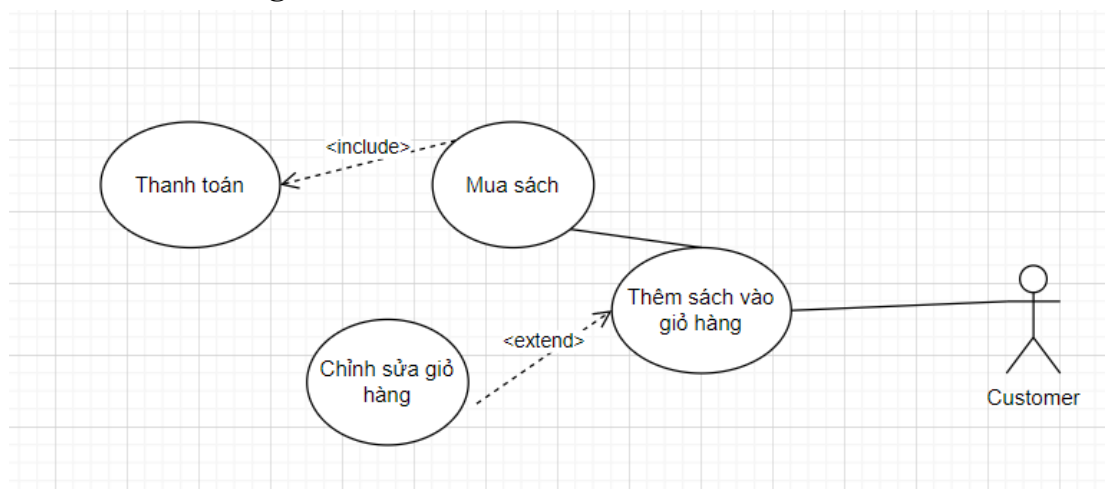 <include>
Thanh toán
Mua sách
Thêm sách vào
giỏ hàng
<extend>
Chỉnh sửa giỏ
hàng
Customer